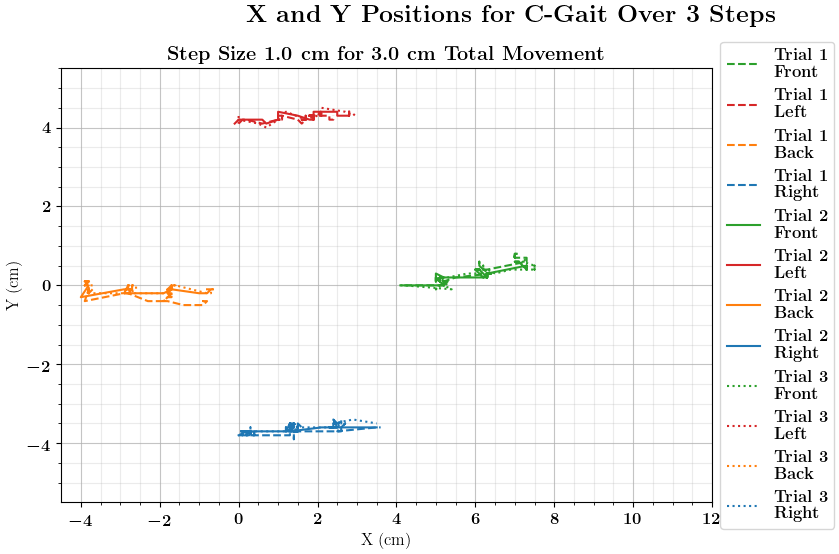 X and Y Positions for C-Gait Over 3 Steps
Step Size 1.0 cm for 3.0 cm Total Movement
Y (cm)
4
2
0
−2
−4
−4 −2 0 2 4 6 8 10 12
X (cm)
Trial 1
Front
Trial 1
Left
Trial 1
Back
Trial 1
Right
Trial 2
Front
Trial 2
Left
Trial 2
Back
Trial 2
Right
Trial 3
Front
Trial 3
Left
Trial 3
Back
Trial 3
Right